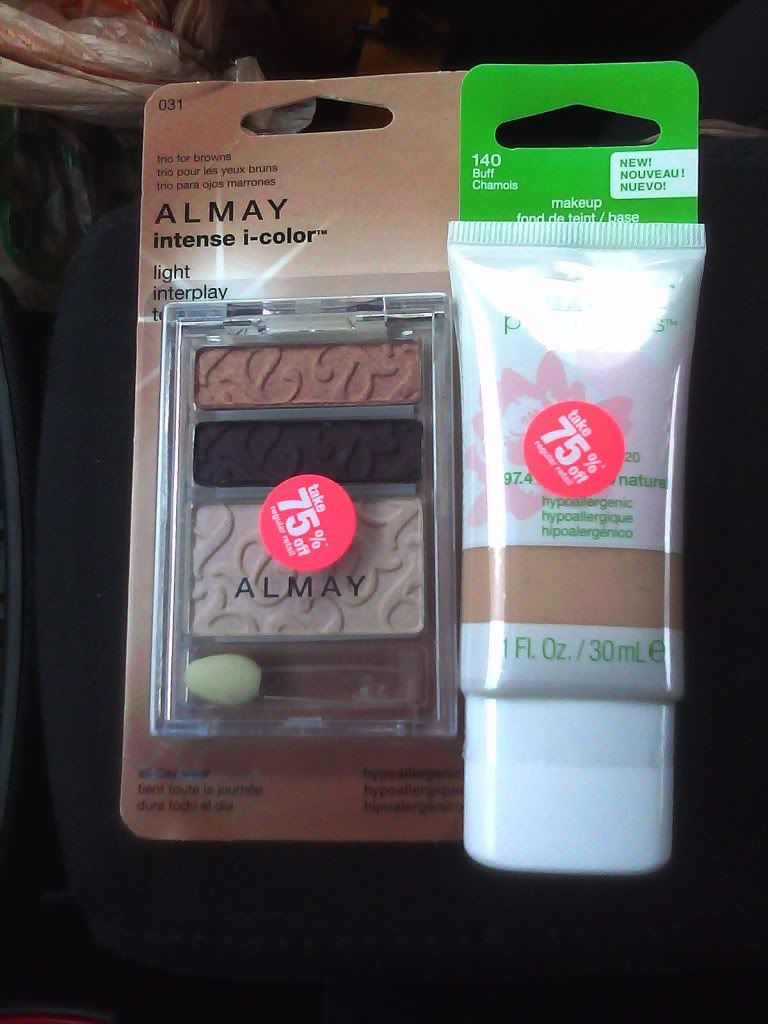 031
trio for browns
trio pour les yeux bruns
trio para ojos marrones
ALMAY
intense i-color™
light
interplay
take
75%
off
regular retail
ALMAY
all day wear
tient toute la journée
dura todo el día
hypoallergenic
hypoallergique
hipoalergénico
140
Buff
Chamois
NEW!
NOUVEAU!
NUEVO!
makeup
fond de teint / base
take
75%
off
regular retail
hypoallergenic
hypoallergique
hipoalergénico
1 Fl. Oz. / 30 mL e